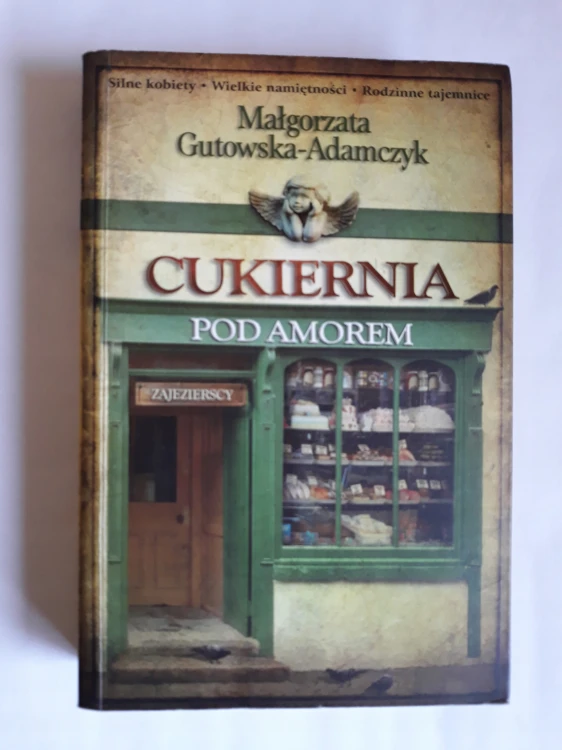 Silne kobiety • Wielkie namiętności • Rodzinne tajemnice
Małgorzata
Gutowska-Adamczyk
CUKIERNIA
POD AMOREM
ZAJEZIERSCY